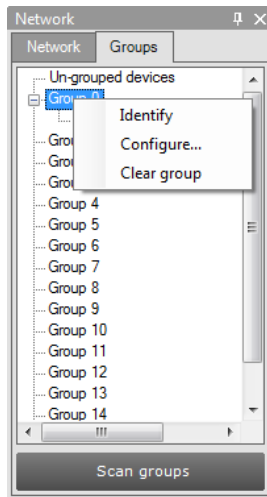 Network
Network Groups
Un-grouped devices
Group 0
Identify
Configure...
Clear group
Group 4
Group 5
Group 6
Group 7
Group 8
Group 9
Group 10
Group 11
Group 12
Group 13
Group 14
Scan groups